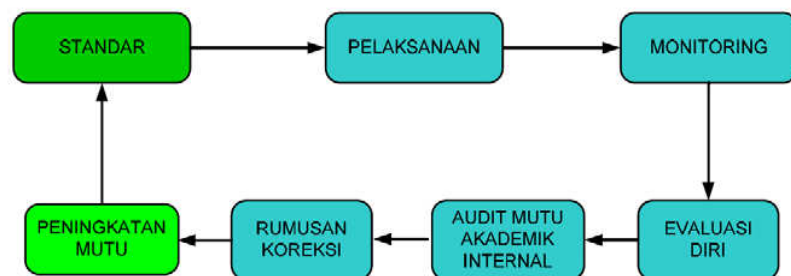 STANDAR
PELAKSANAAN
MONITORING
PENINGKATAN
MUTU
RUMUSAN
KOREKSI
AUDIT MUTU
AKADEMIK
INTERNAL
EVALUASI
DIRI